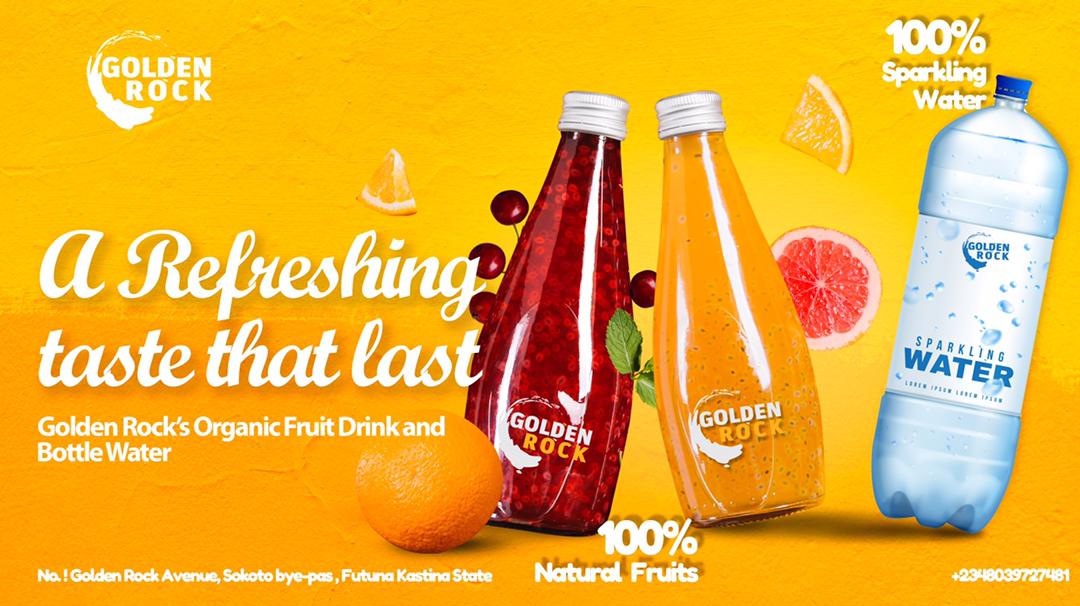 GOLDEN
ROCK
100%
Sparkling
Water
A Refreshing
taste that last
Golden Rock's Organic Fruit Drink and
Bottle Water
GOLDEN
ROCK
GOLDEN
ROCK
GOLDEN
ROCK
SPARKLING
WATER
LOREM IPSUM LOREM IPSUM
100%
Natural Fruits
No. ! Golden Rock Avenue, Sokoto bye-pas , Futuna Kastina State
+2348039727481